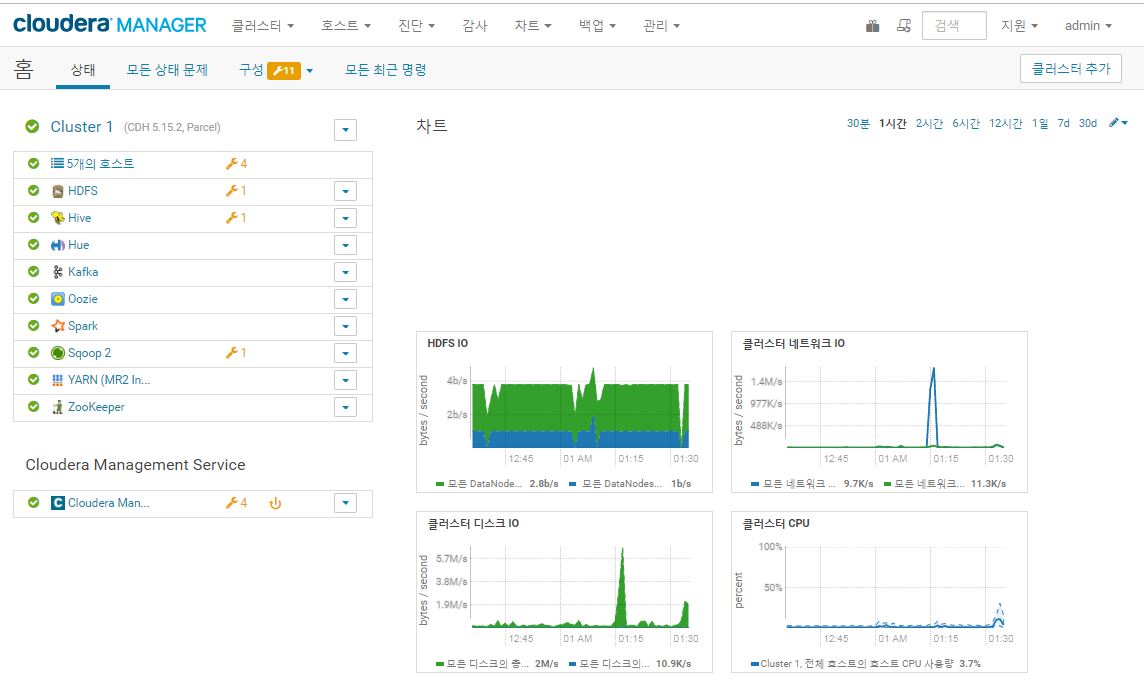 cloudera MANAGER 클러스터 호스트 진단 감사 차트 백업 관리 검색 지원 admin
홈 상태 모든 상태 문제 구성 11 모든 최근 명령 클러스터 추가
Cluster 1 (CDH 5.15.2, Parcel)
5개의 호스트 4
HDFS 1
Hive 1
Hue
Kafka
Oozie
Spark
Sqoop 2 1
YARN (MR2 In...
ZooKeeper
Cloudera Management Service
Cloudera Man... 4
차트
30분 1시간 2시간 6시간 12시간 1일 7d 30d
HDFS IO
bytes / second
4b/s
2b/s
12:45 01 AM 01:15 01:30
모든 DataNode... 2.8b/s 모든 DataNodes... 1b/s
클러스터 네트워크 IO
bytes / second
1.4M/s
977K/s
488K/s
12:45 01 AM 01:15 01:30
모든 네트워크 ... 9.7K/s 모든 네트워크... 11.3K/s
클러스터 디스크 IO
bytes / second
5.7M/s
3.8M/s
1.9M/s
12:45 01 AM 01:15 01:30
모든 디스크의 총... 2M/s 모든 디스크의... 10.9K/s
클러스터 CPU
percent
100%
50%
12:45 01 AM 01:15 01:30
Cluster 1, 전체 호스트의 호스트 CPU 사용량 3.7%